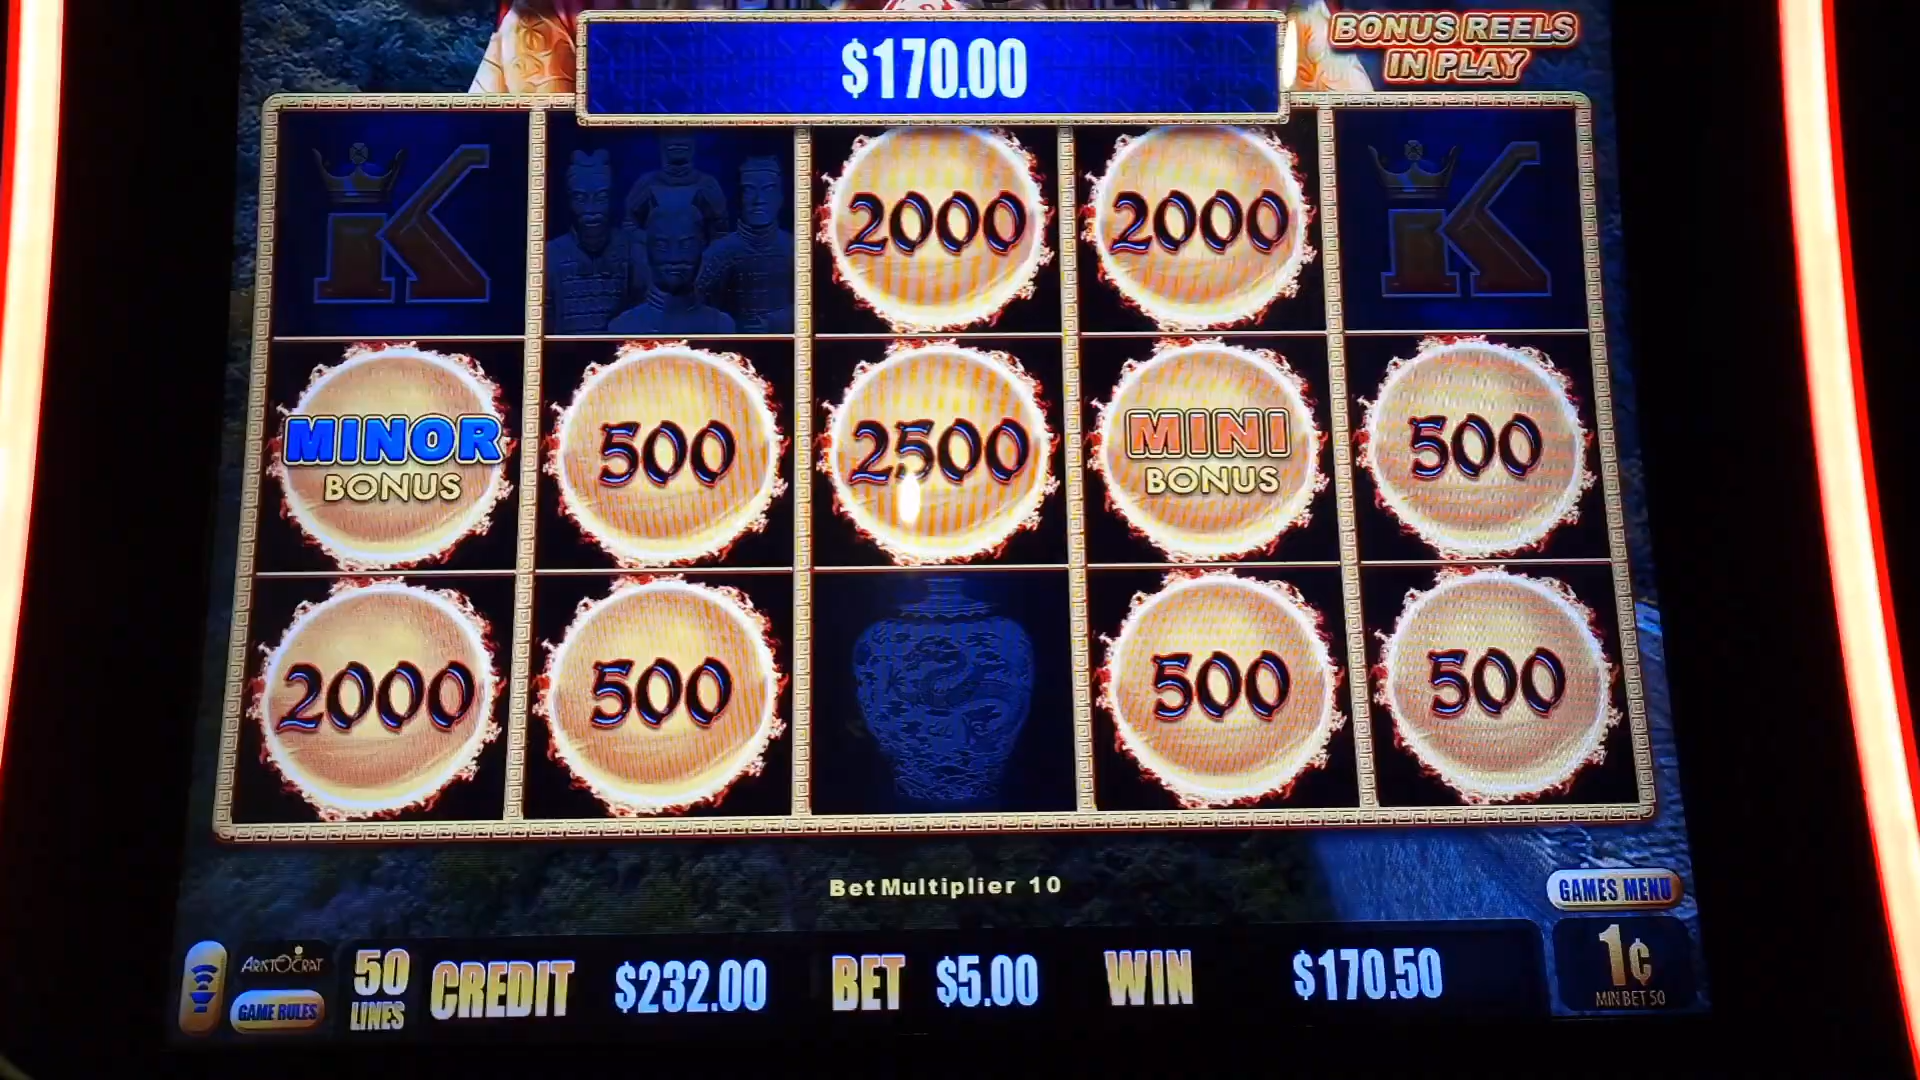 $170.00
BONUS REELS
IN PLAY
K
2000
2000
K
MINOR
BONUS
500
2500
MINI
BONUS
500
2000
500
500
500
Bet Multiplier 10
GAMES MENU
ARISTOCRAT
GAME RULES
50
LINES
CREDIT $232.00
BET $5.00
WIN $170.50
1¢
MIN BET 50